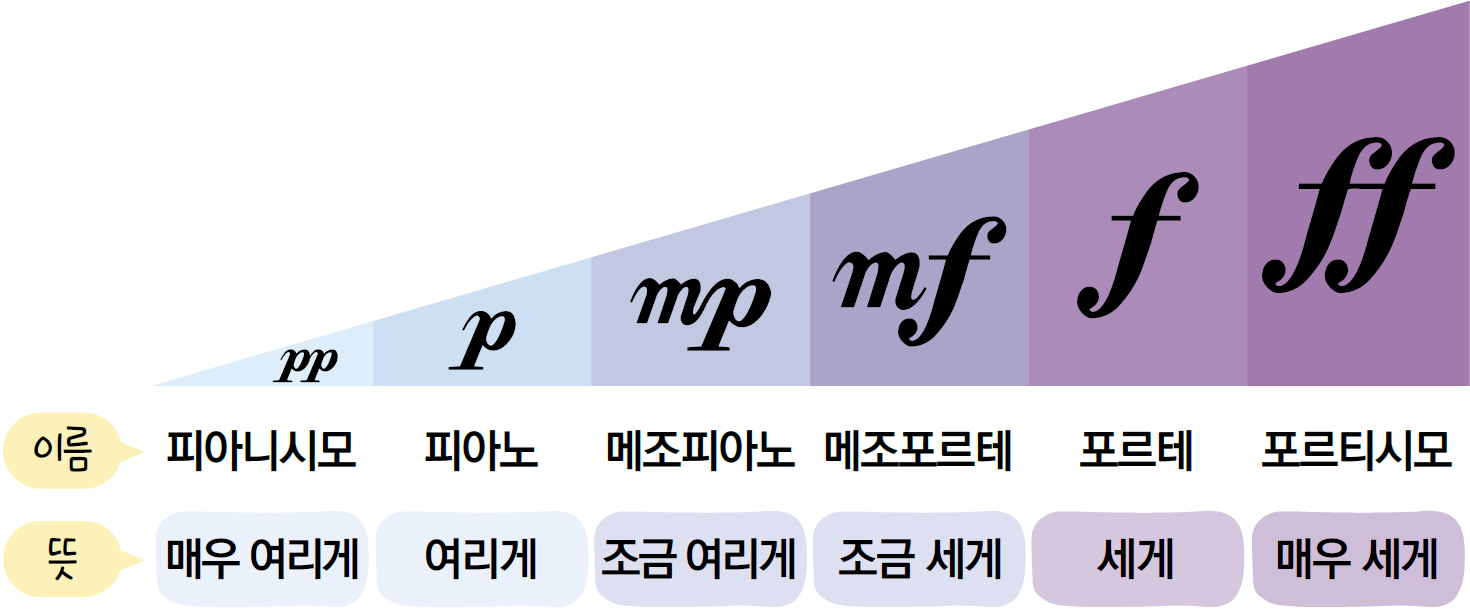 pp p mp mf f ff
이름 피아니시모 피아노 메조피아노 메조포르테 포르테 포르티시모
뜻 매우 여리게 여리게 조금 여리게 조금 세게 세게 매우 세게